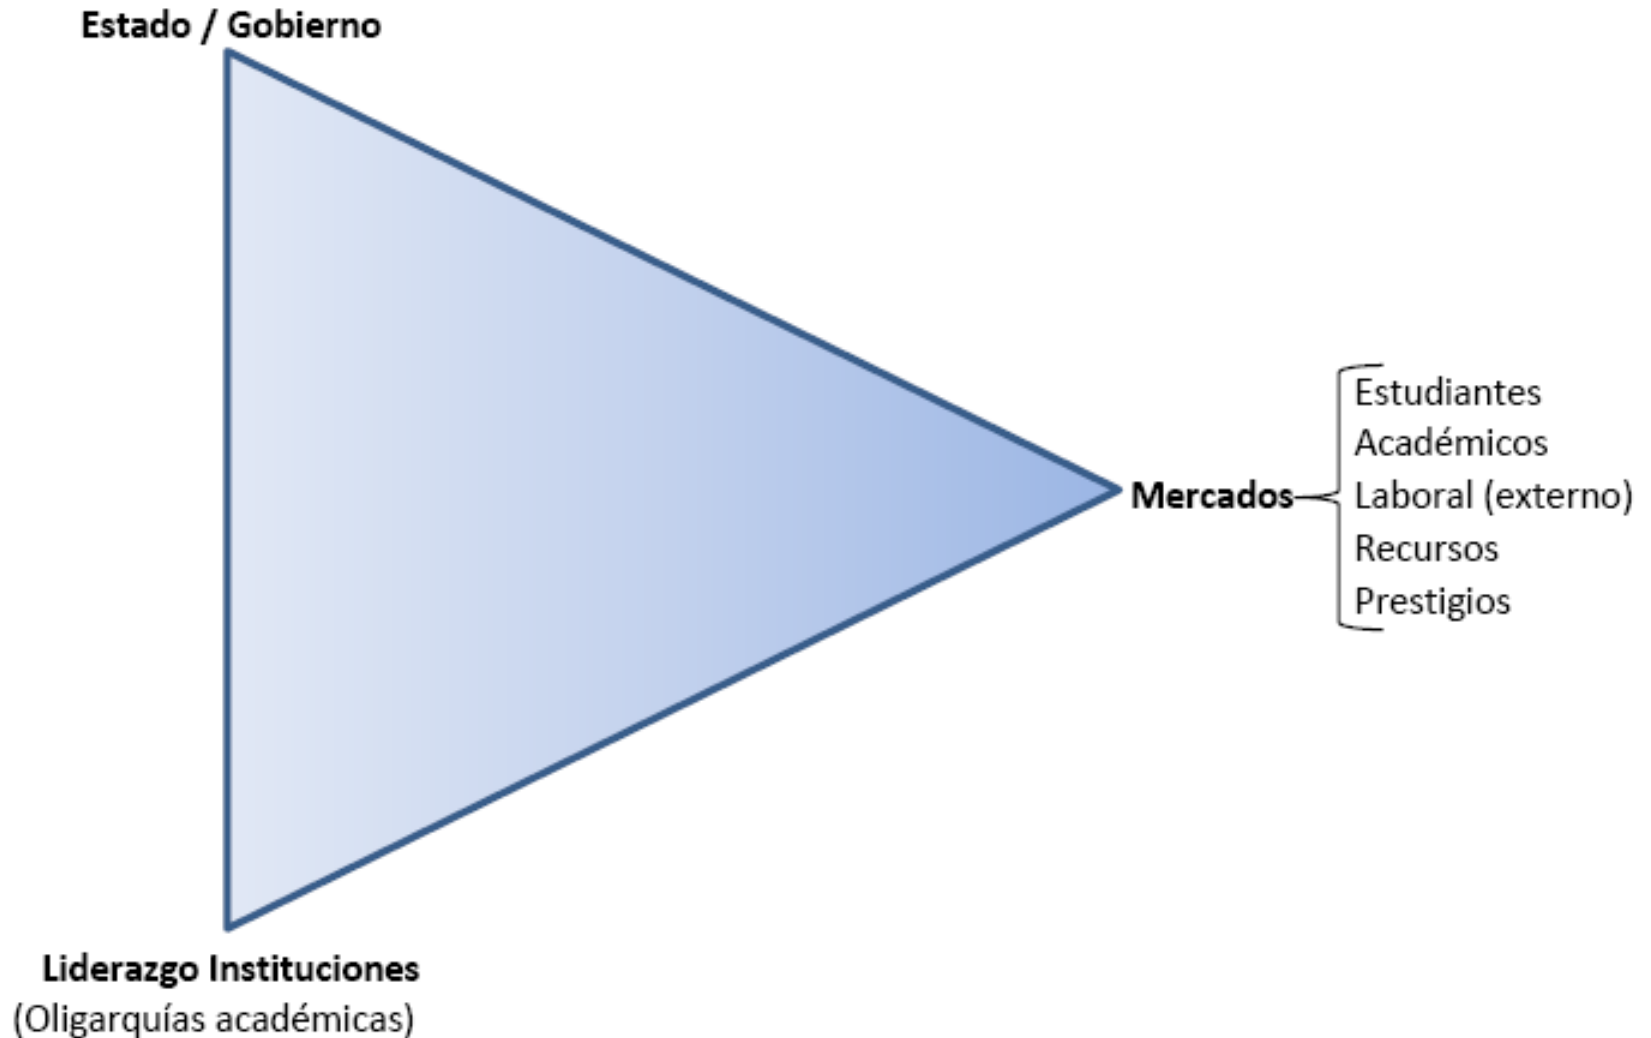 Estado / Gobierno
Estudiantes
Académicos
Mercados
Laboral (externo)
Recursos
Prestigios
Liderazgo Instituciones
(Oligarquías académicas)